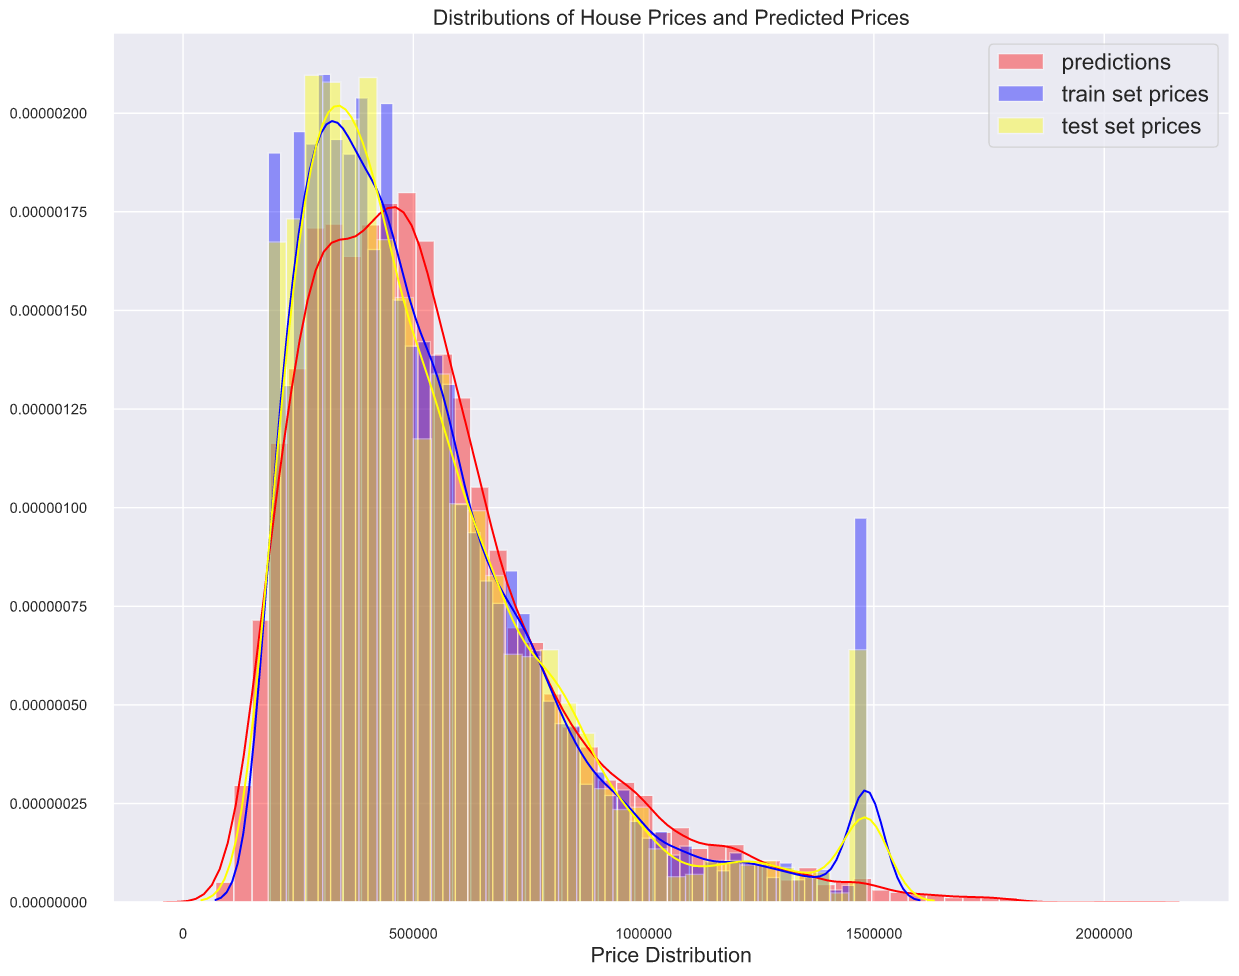 Distributions of House Prices and Predicted Prices
predictions
train set prices
test set prices
0.00000200
0.00000175
0.00000150
0.00000125
0.00000100
0.00000075
0.00000050
0.00000025
0.00000000
0 500000 1000000 1500000 2000000
Price Distribution